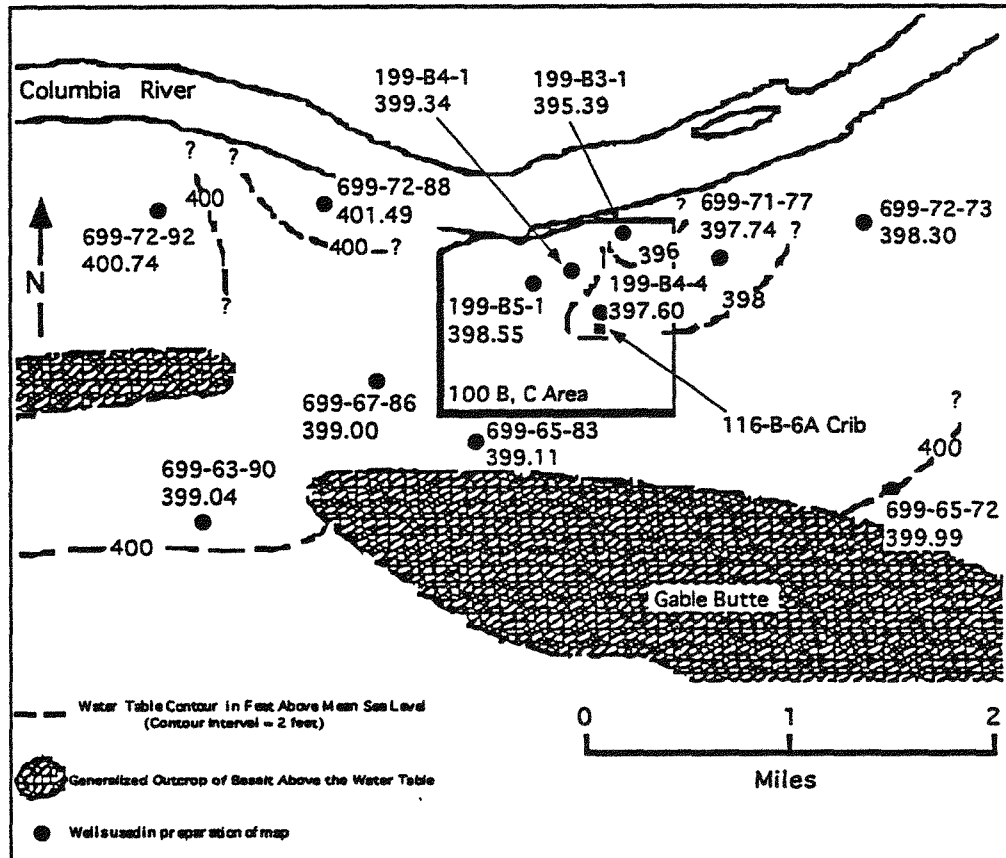 199-B4-1
399.34
199-B3-1
395.39
Columbia River
?
?
400
699-72-88
401.49
400
?
699-72-92
400.74
?
N
?
699-71-77
397.74
?
699-72-73
398.30
396
199-B4-4
397.60
398
199-B5-1
398.55
100 B, C Area
116-B-6A Crib
699-67-86
399.00
699-65-83
399.11
699-63-90
399.04
400
?
400
699-65-72
399.99
Gable Butte
Water Table Contour in Feet Above Mean Sea Level
(Contour Interval = 2 feet)
Generalized Outcrop of Basalt Above the Water Table
Wells used in preparation of map
0 1 2
Miles